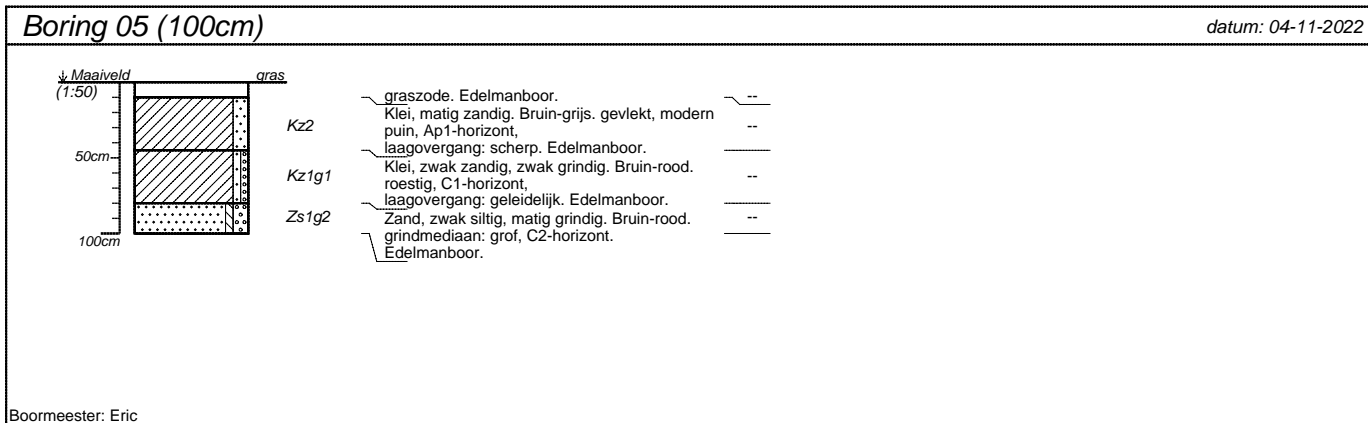 Boring 05 (100cm)
datum: 04-11-2022
Maaiveld
gras
(1:50)
graszode. Edelmanboor.
--
Kz2
Klei, matig zandig. Bruin-grijs. gevlekt, modern
puin, Ap1-horizont,
--
laagovergang: scherp. Edelmanboor.
50cm
Kz1g1
Klei, zwak zandig, zwak grindig. Bruin-rood.
roestig, C1-horizont,
--
laagovergang: geleidelijk. Edelmanboor.
Zs1g2
Zand, zwak siltig, matig grindig. Bruin-rood.
--
grindmediaan: grof, C2-horizont.
Edelmanboor.
100cm
Boormeester: Eric